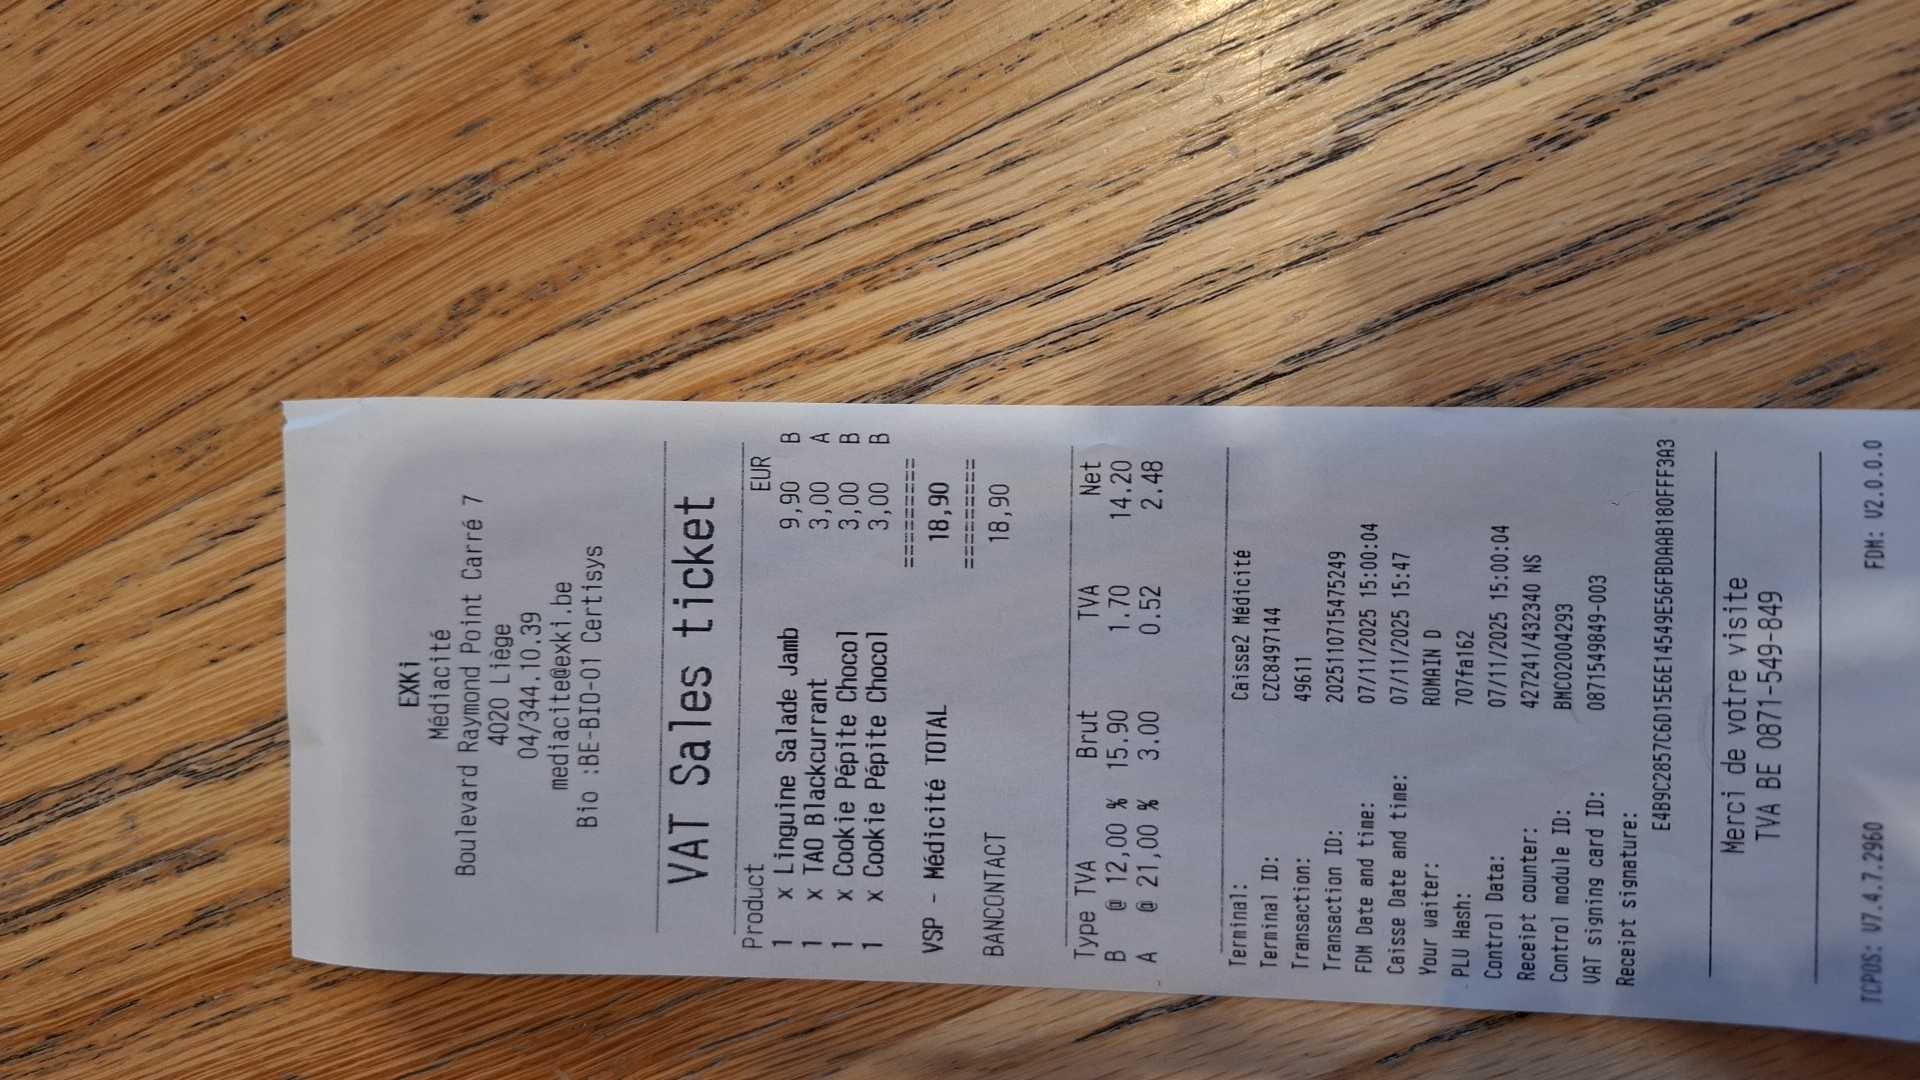 EXKi
Médiacité
Boulevard Raymond Point Carré 7
4020 Liège
04/344.10.39
mediacite@exki.be
Bio :BE-BIO-01 Certisys
VAT Sales ticket
Product EUR
1 x Linguine Salade Jamb 9,90 B
1 x TAO Blackcurrant 3,00 A
1 x Cookie Pépite Chocol 3,00 B
1 x Cookie Pépite Chocol 3,00 B
==========
VSP - Médicité TOTAL 18,90
==========
BANCONTACT 18,90
Type TVA Brut TVA Net
B @ 12,00 % 15.90 1.70 14.20
A @ 21,00 % 3.00 0.52 2.48
Terminal: Caisse2 Médicité
Terminal ID: CZC8497144
Transaction: 49611
Transaction ID: 20251107154752​49
FDM Date and time: 07/11/2025 15:00:04
Caisse Date and time: 07/11/2025 15:47
Your waiter: ROMAIN D
PLU Hash: 707fa162
Control Data: 07/11/2025 15:00:04
Receipt counter: 427241/432340 NS
Control module ID: BMC02004293
VAT signing card ID: 0871549849-003
Receipt signature:
E4B9C2857C6D15E6E14549E56FBDAAB180FFF3A3
Merci de votre visite
TVA BE 0871-549-849
TCPOS: V7.4.7.2960 FDM: V2.0.0.0